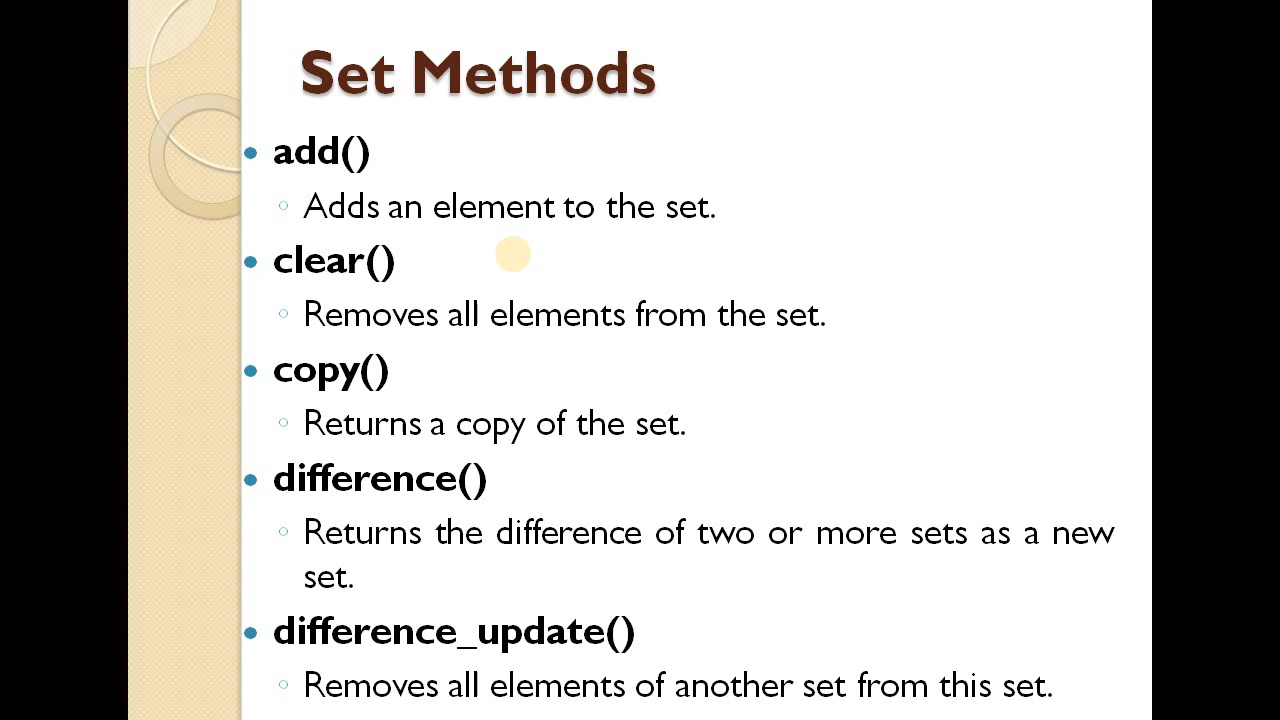 Set Methods
• add()
◦ Adds an element to the set.
• clear()
◦ Removes all elements from the set.
• copy()
◦ Returns a copy of the set.
• difference()
◦ Returns the difference of two or more sets as a new
set.
• difference_update()
◦ Removes all elements of another set from this set.